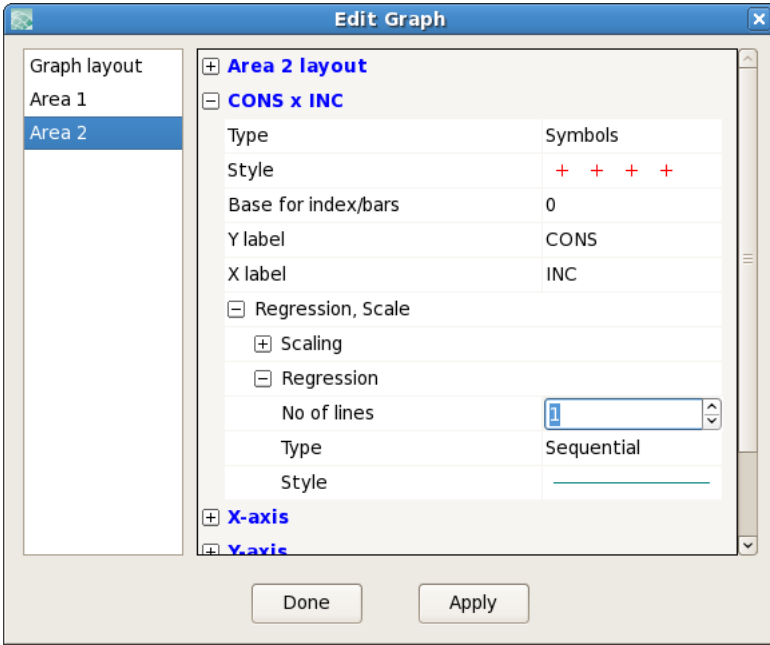 Edit Graph
Graph layout
Area 1
Area 2
Area 2 layout
CONS x INC
Type Symbols
Style
Base for index/bars 0
Y label CONS
X label INC
Regression, Scale
Scaling
Regression
No of lines 1
Type Sequential
Style
X-axis
Y-axis
Done Apply